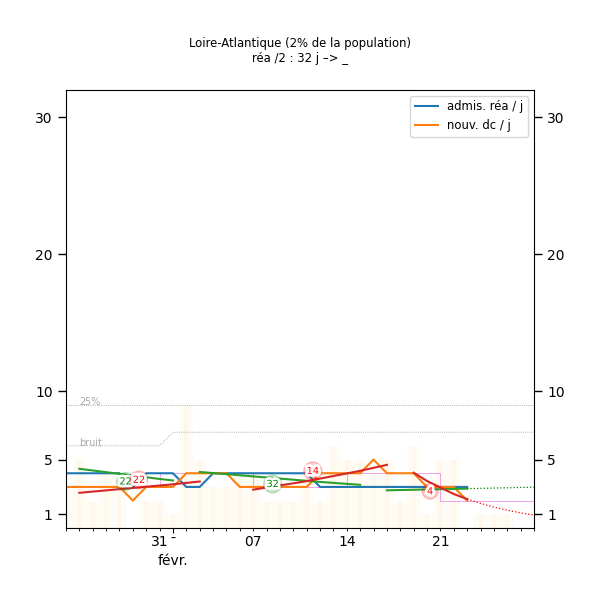 Loire-Atlantique (2% de la population)
réa /2 : 32 j –> _
admis. réa / j
nouv. dc / j
30 30
20 20
10 10
25%
bruit
5 5
22 22 32 14 4
1 1
31 - 07 14 21
févr.